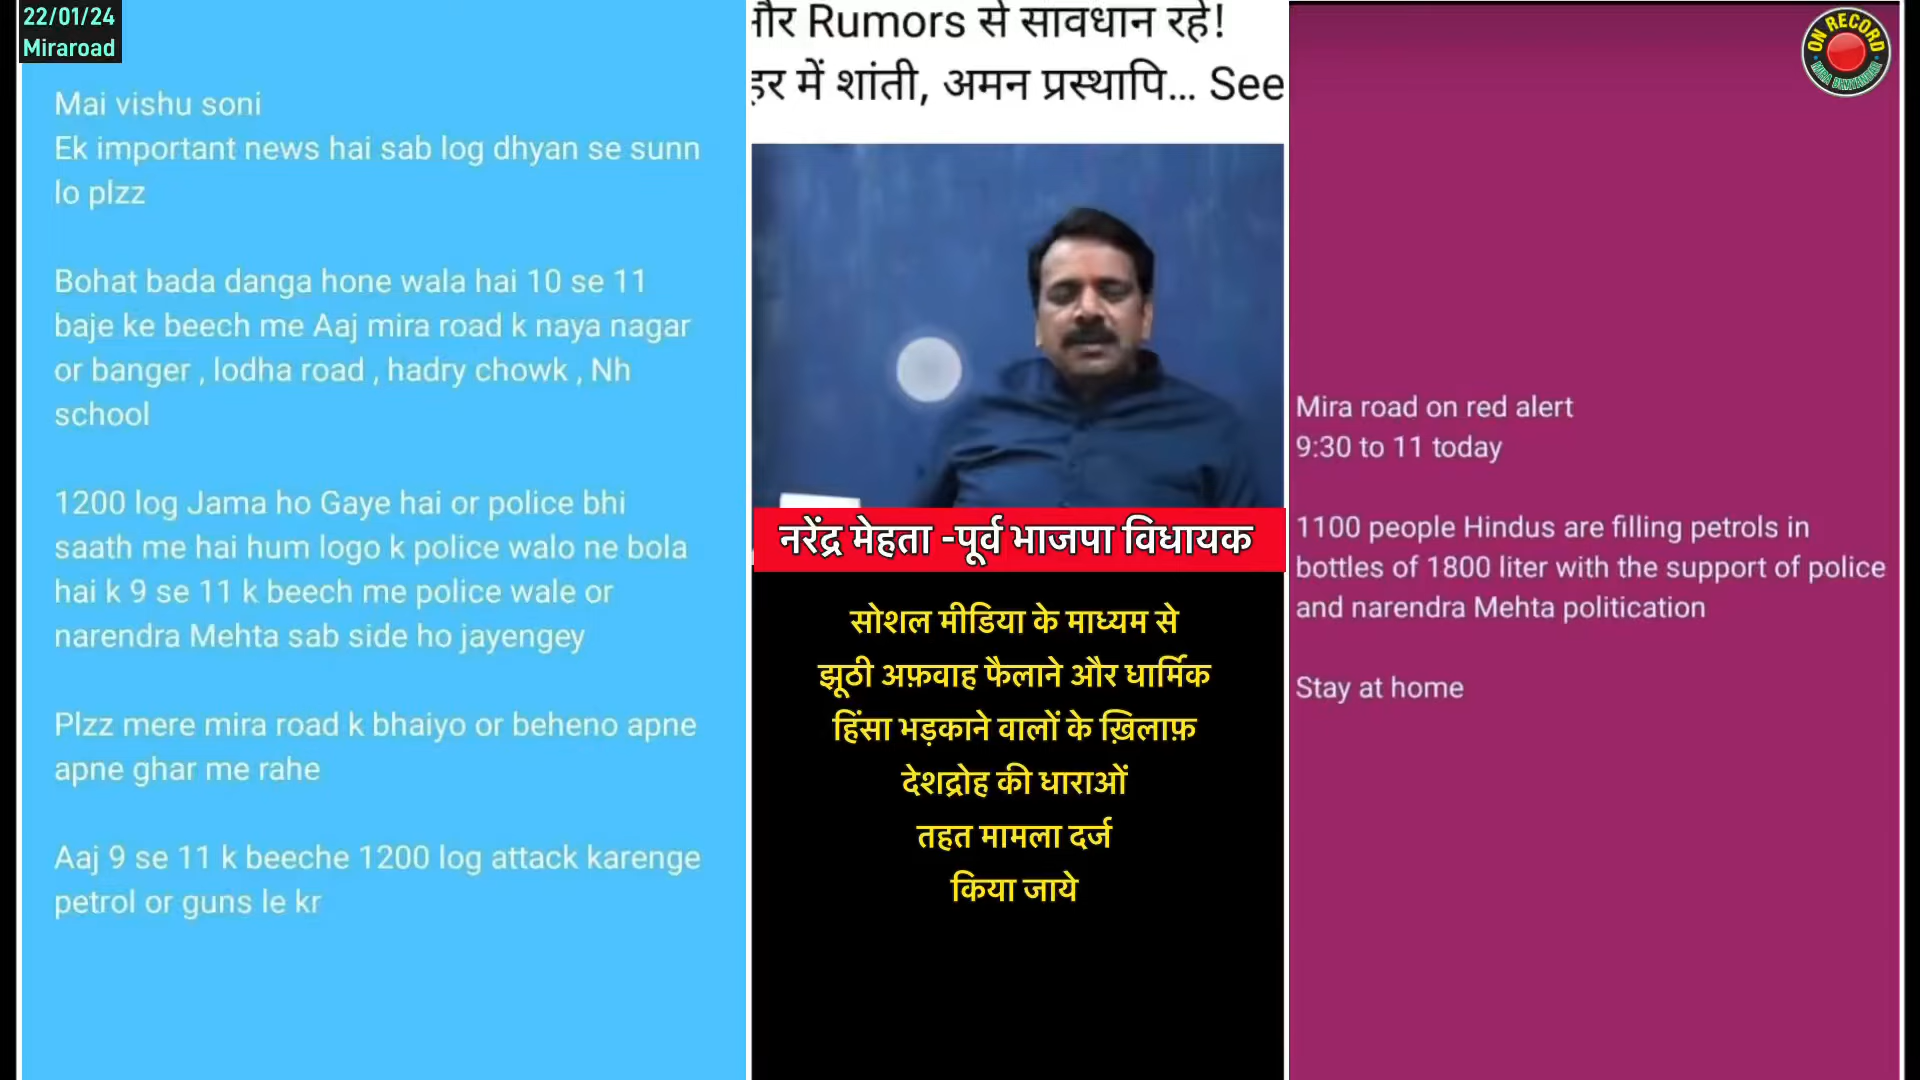 22/01/24
Miraroad
Mai vishu soni
Ek important news hai sab log dhyan se sunn
lo plzz
Bohat bada danga hone wala hai 10 se 11
baje ke beech me Aaj mira road k naya nagar
or banger , lodha road , hadry chowk , Nh
school
1200 log Jama ho Gaye hai or police bhi
saath me hai hum logo k police walo ne bola
hai k 9 se 11 k beech me police wale or
narendra Mehta sab side ho jayengey
Plzz mere mira road k bhaiyo or beheno apne
apne ghar me rahe
Aaj 9 se 11 k beeche 1200 log attack karenge
petrol or guns le kr
और Rumors से सावधान रहे!
हर में शांती, अमन प्रस्थापि... See
नरेंद्र मेहता -पूर्व भाजपा विधायक
सोशल मीडिया के माध्यम से
झूठी अफ़वाह फैलाने और धार्मिक
हिंसा भड़काने वालों के ख़िलाफ़
देशद्रोह की धाराओं
तहत मामला दर्ज
किया जाये
ON RECORD
MIRA BHAYANDAR
Mira road on red alert
9:30 to 11 today
1100 people Hindus are filling petrols in
bottles of 1800 liter with the support of police
and narendra Mehta politication
Stay at home